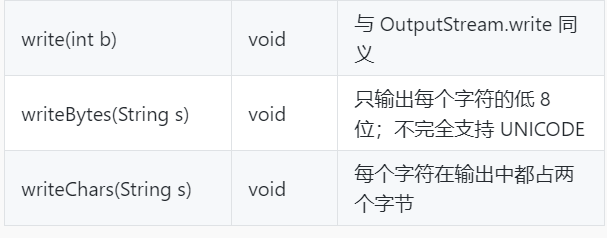 write(int b) void 与 OutputStream.write 同
义
writeBytes(String s) void 只输出每个字符的低 8
位；不完全支持 UNICODE
writeChars(String s) void 每个字符在输出中都占两
个字节